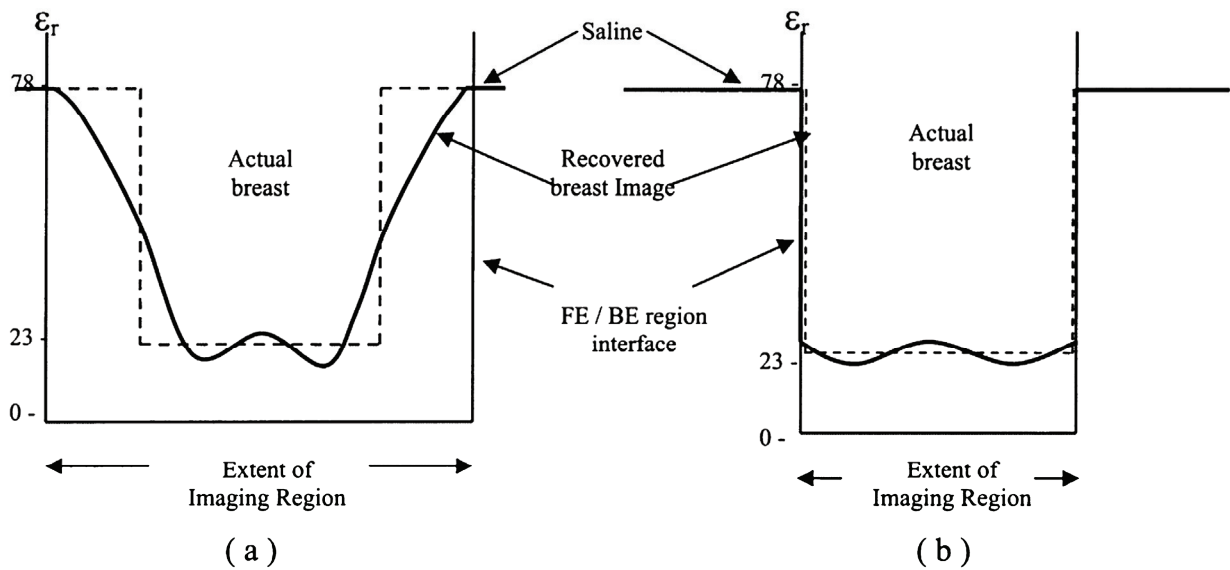 εr
Saline
εr
78 -
78 -
Actual
breast
Recovered
breast Image
Actual
breast
FE / BE region
interface
23 -
23 -
0 -
0 -
Extent of
Imaging Region
Extent of
Imaging Region
( a )
( b )